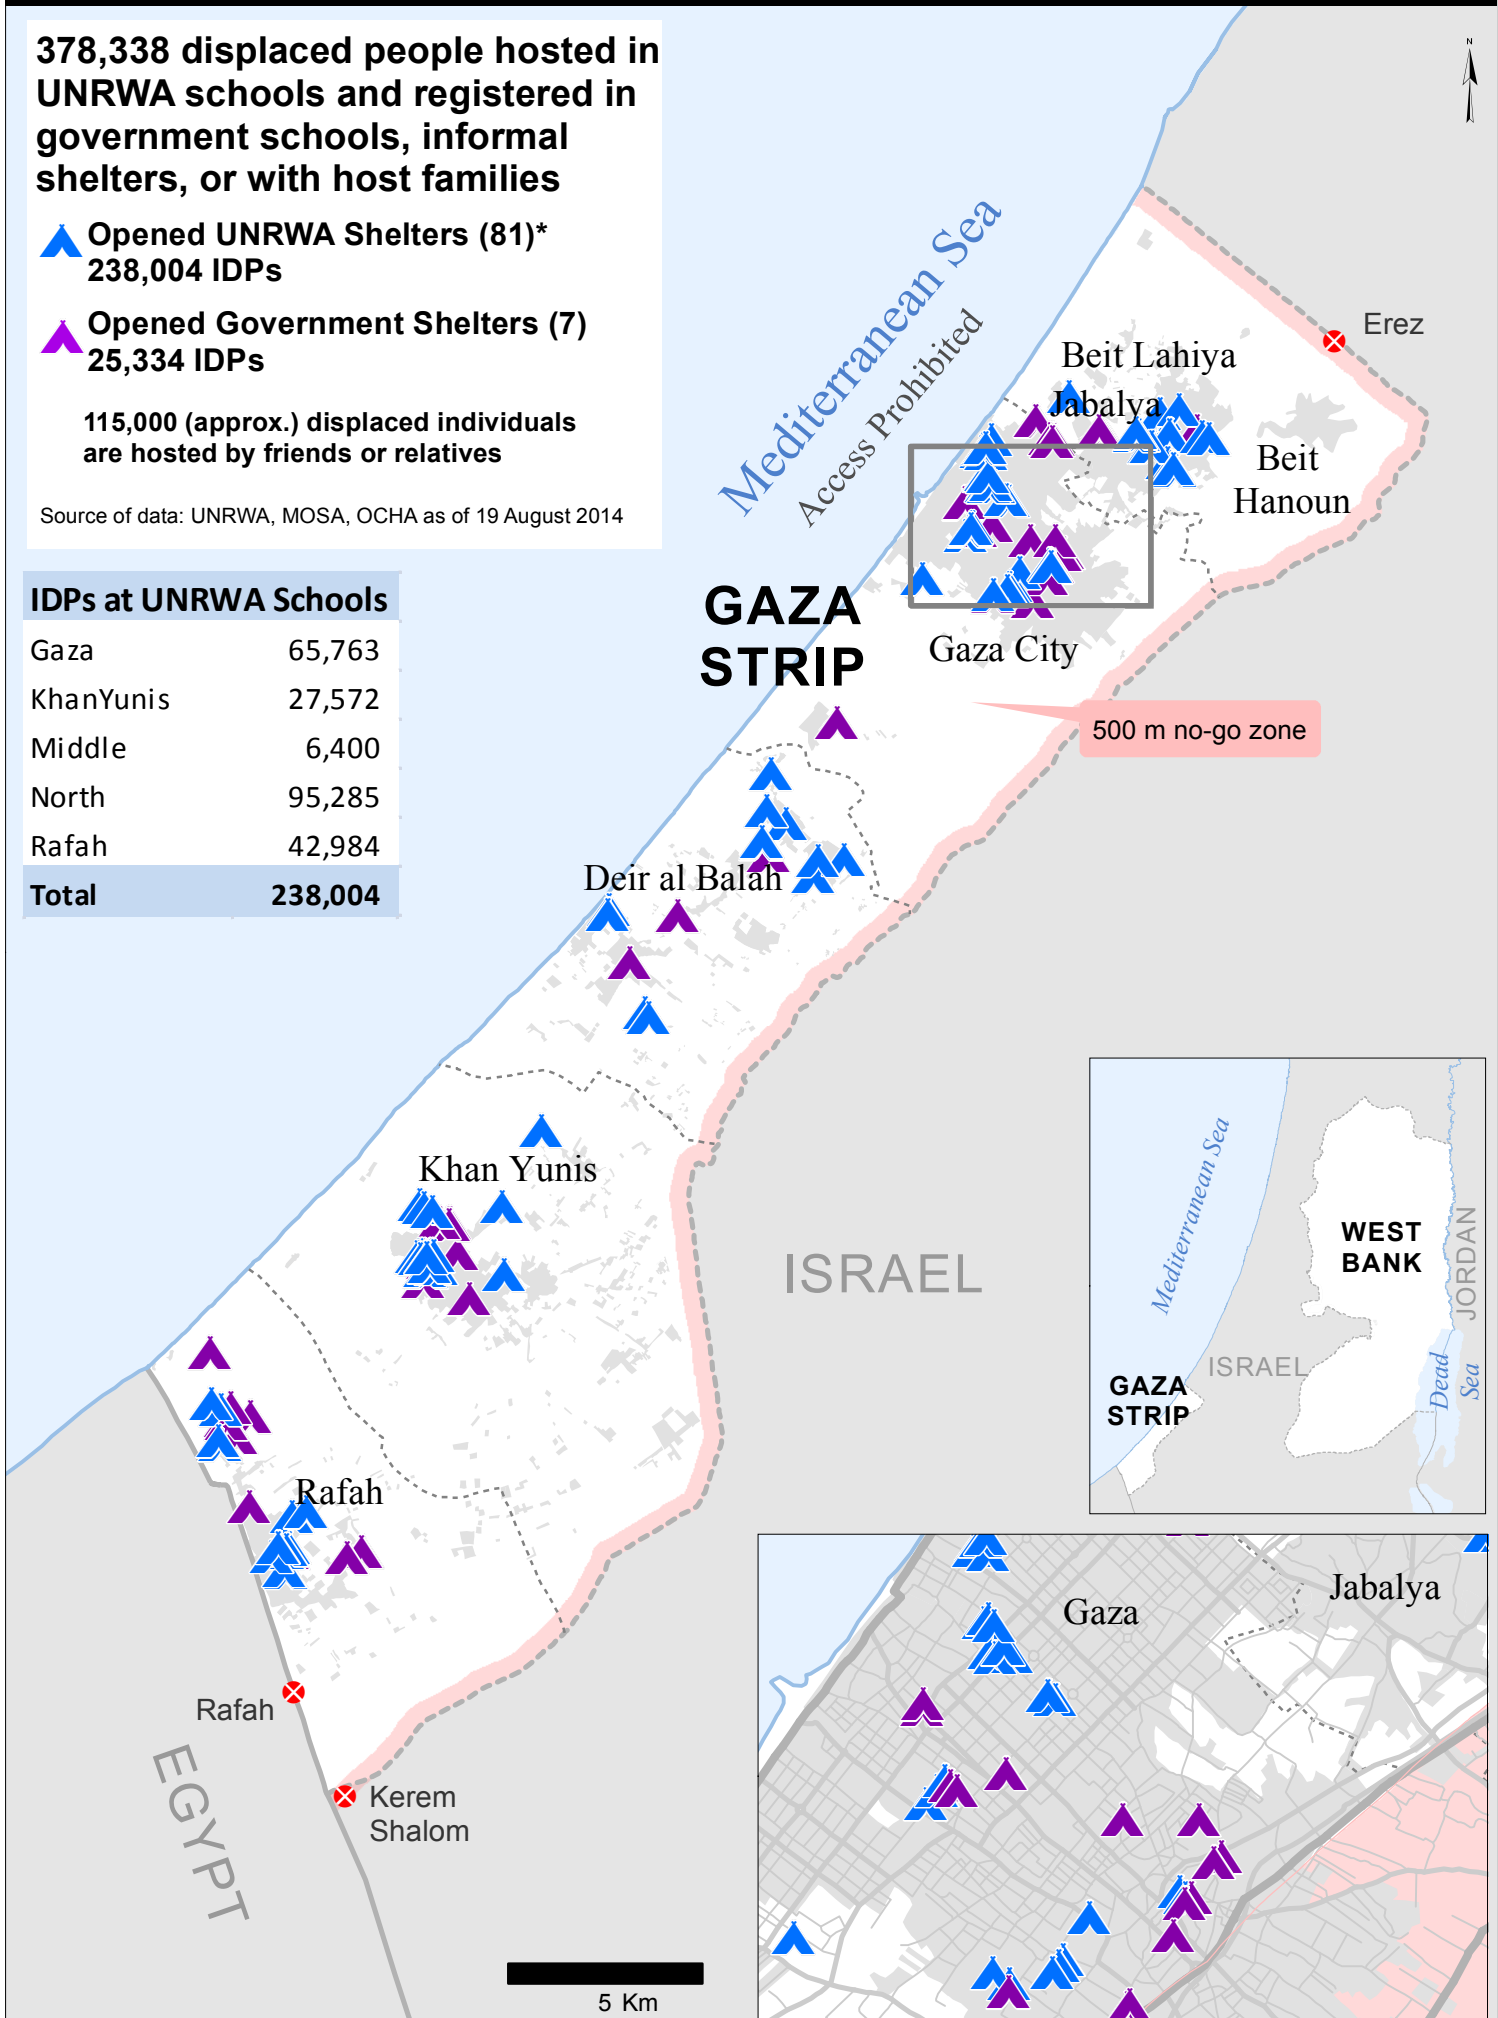 378,338 displaced people hosted in
UNRWA schools and registered in
government schools, informal
shelters, or with host families
Opened UNRWA Shelters (81)*
238,004 IDPs
Opened Government Shelters (7)
25,334 IDPs
115,000 (approx.) displaced individuals
are hosted by friends or relatives
Source of data: UNRWA, MOSA, OCHA as of 19 August 2014
IDPs at UNRWA Schools
Gaza 65,763
KhanYunis 27,572
Middle 6,400
North 95,285
Rafah 42,984
Total 238,004
N
Mediterranean Sea
Access Prohibited
Erez
Beit Lahiya
Jabalya
Beit
Hanoun
GAZA
STRIP
Gaza City
500 m no-go zone
Deir al Balah
Khan Yunis
ISRAEL
Rafah
Rafah
Kerem
Shalom
EGYPT
5 Km
Mediterranean Sea
WEST
BANK
JORDAN
ISRAEL
GAZA
STRIP
Dead
Sea
Gaza
Jabalya